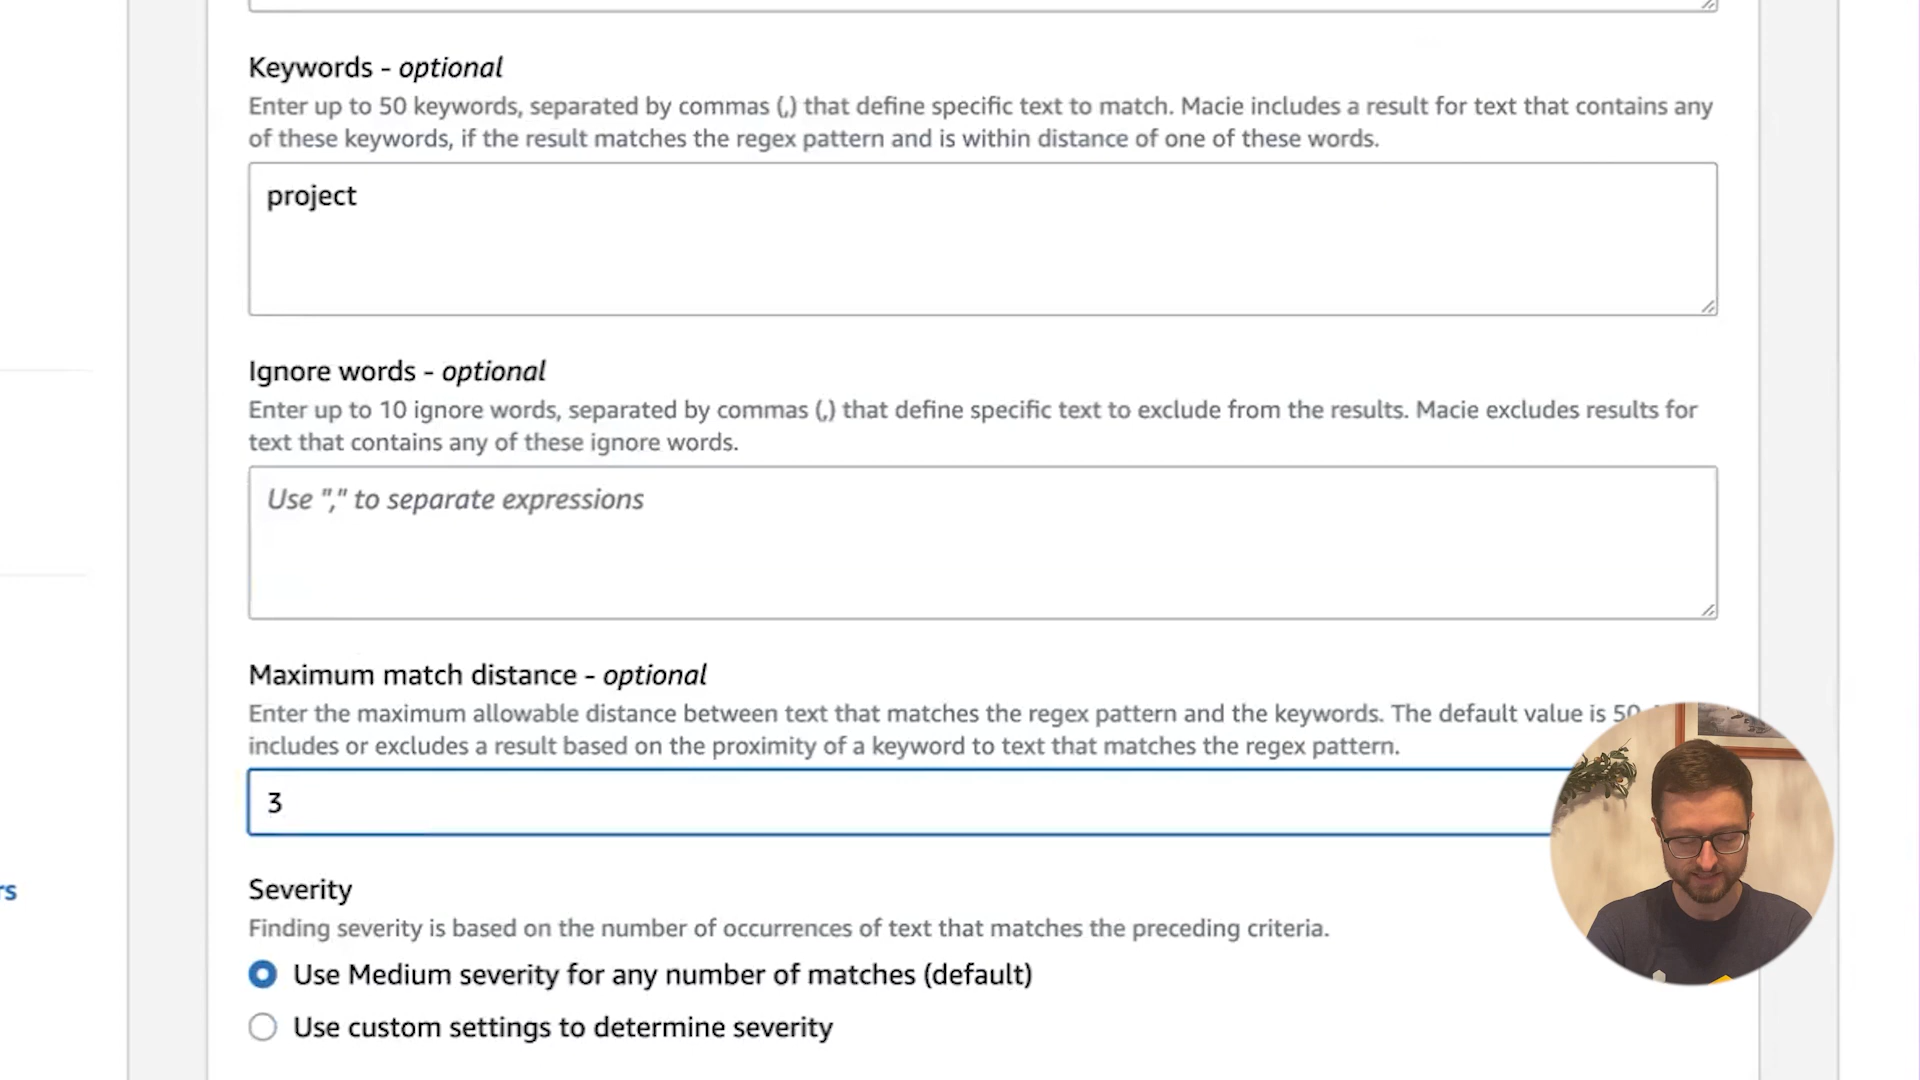 Keywords - optional
Enter up to 50 keywords, separated by commas (,) that define specific text to match. Macie includes a result for text that contains any
of these keywords, if the result matches the regex pattern and is within distance of one of these words.
project
Ignore words - optional
Enter up to 10 ignore words, separated by commas (,) that define specific text to exclude from the results. Macie excludes results for
text that contains any of these ignore words.
Use "," to separate expressions
Maximum match distance - optional
Enter the maximum allowable distance between text that matches the regex pattern and the keywords. The default value is 50.
includes or excludes a result based on the proximity of a keyword to text that matches the regex pattern.
3
Severity
rs
Finding severity is based on the number of occurrences of text that matches the preceding criteria.
Use Medium severity for any number of matches (default)
Use custom settings to determine severity